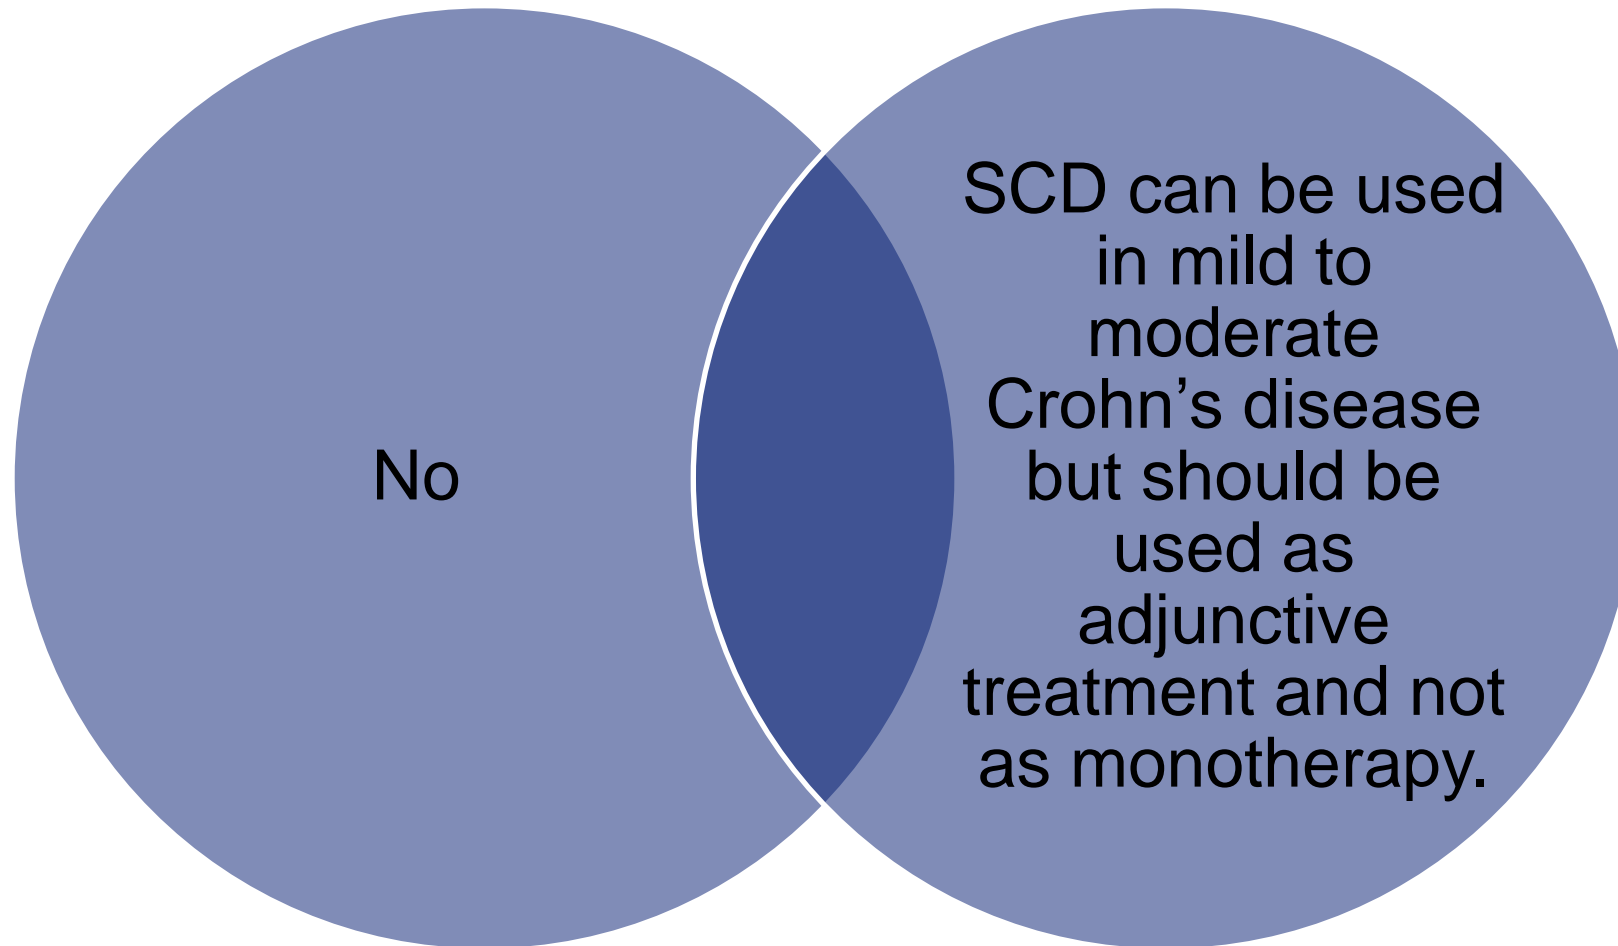 No
SCD can be used
in mild to
moderate
Crohn’s disease
but should be
used as
adjunctive
treatment and not
as monotherapy.